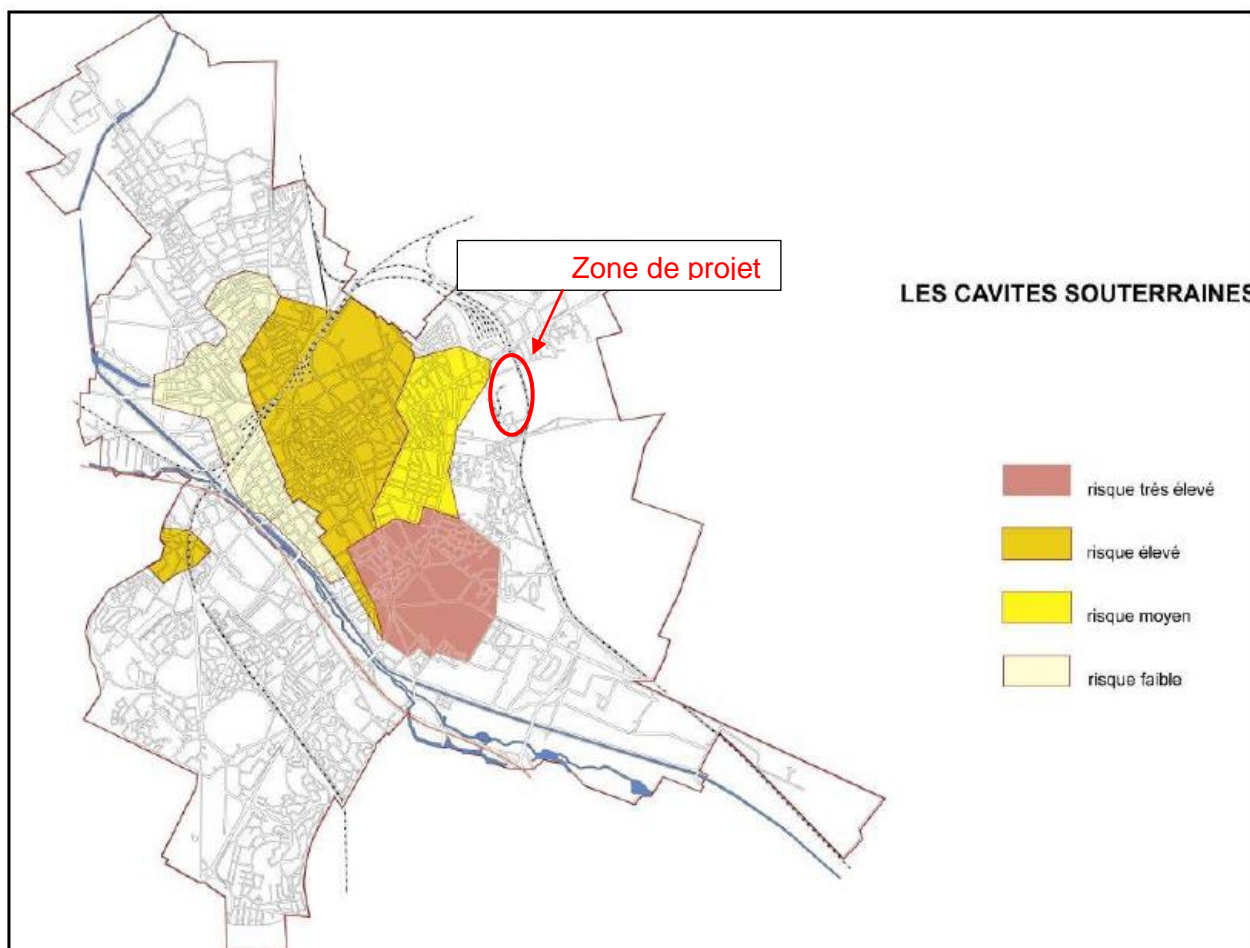 Zone de projet
LES CAVITES SOUTERRAINES
risque très élevé
risque élevé
risque moyen
risque faible